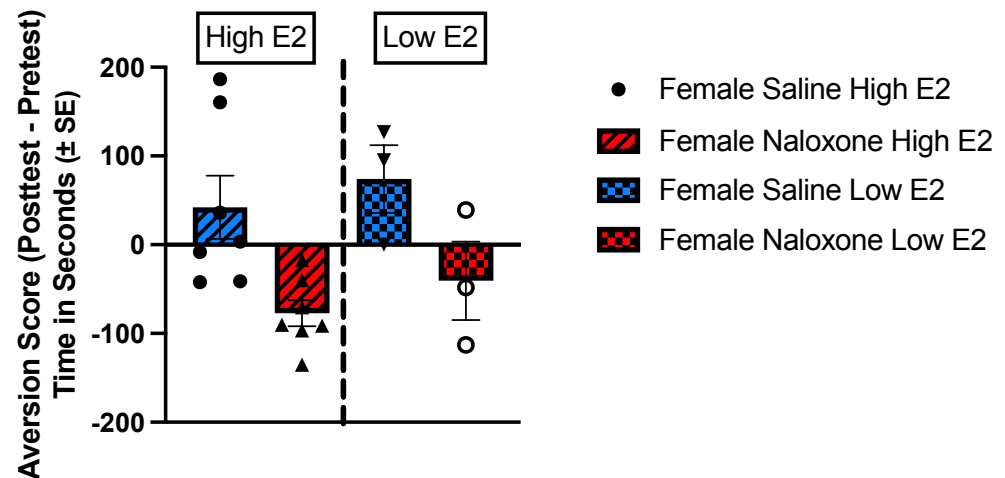 High E2
Low E2
Aversion Score (Posttest - Pretest)
Time in Seconds (± SE)
200
100
0
-100
-200
Female Saline High E2
Female Naloxone High E2
Female Saline Low E2
Female Naloxone Low E2